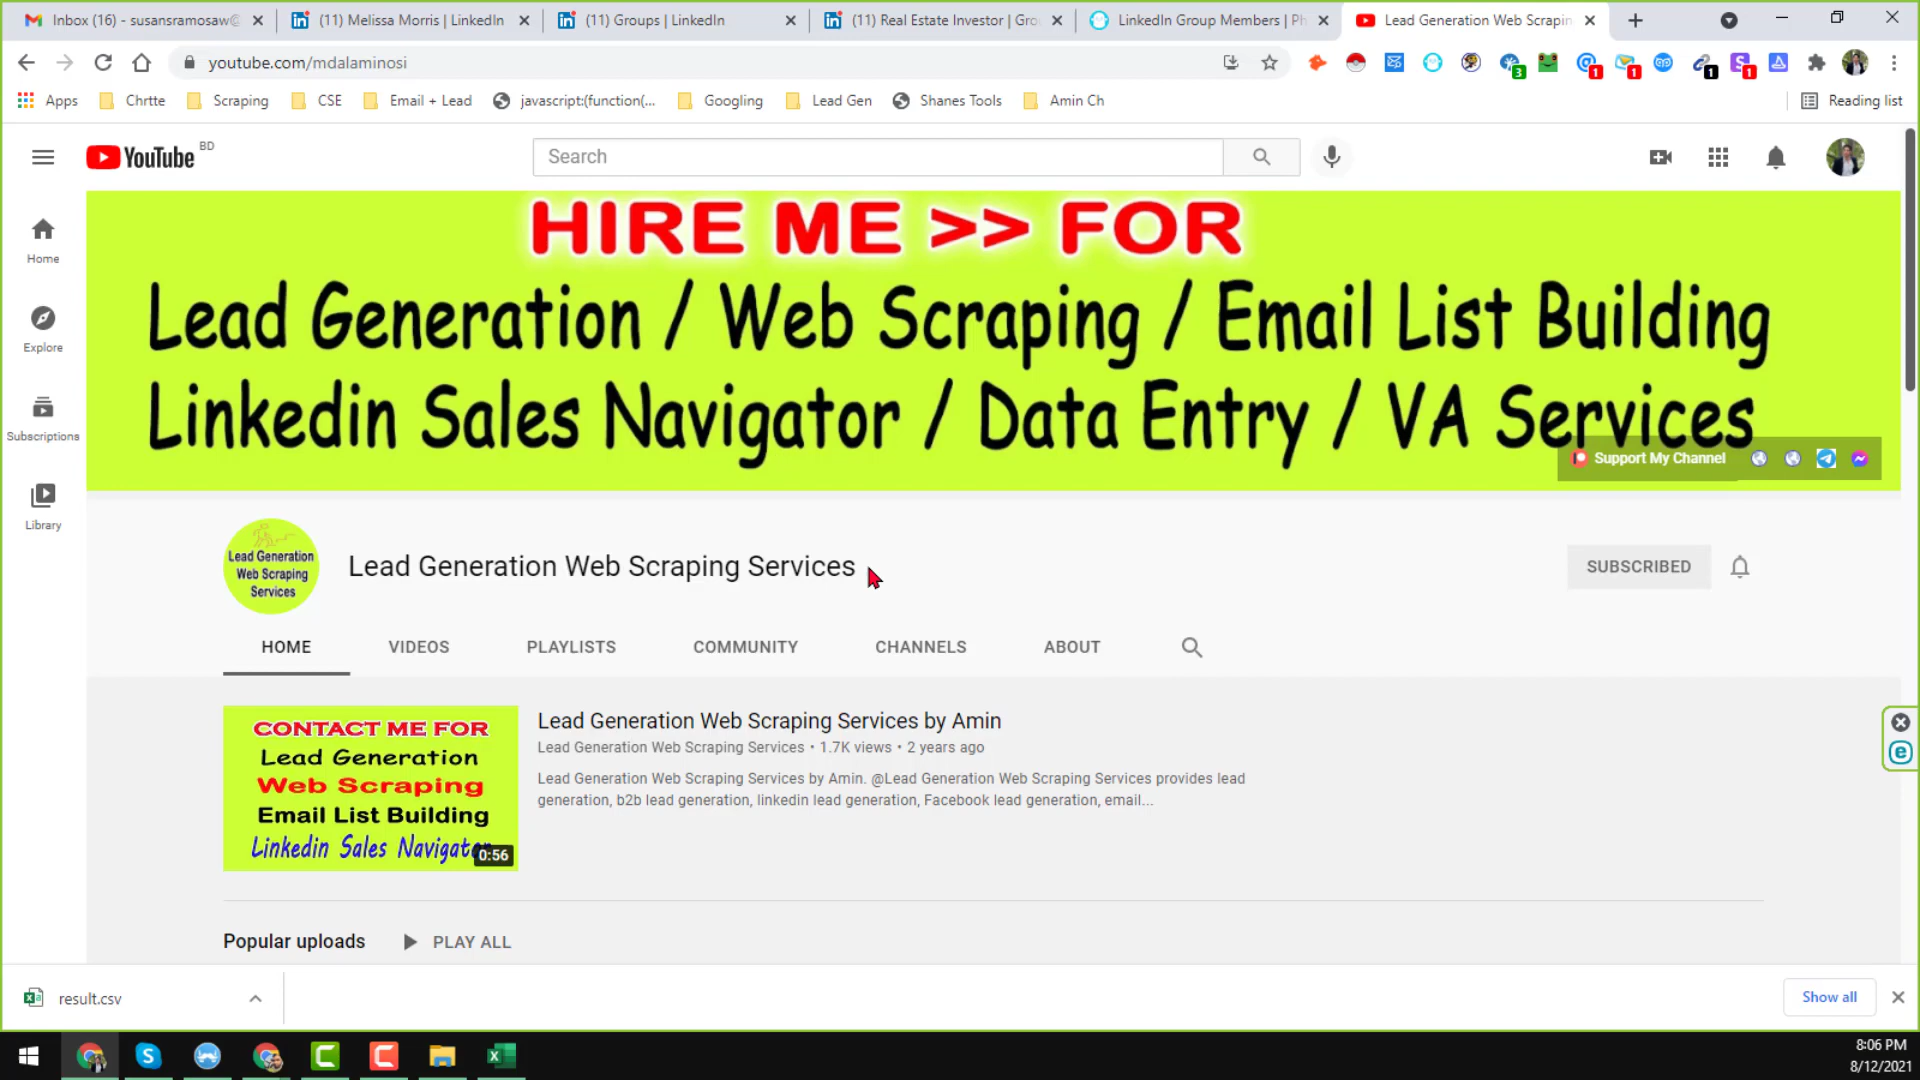 Inbox (16) - susansramosaw@
(11) Melissa Morris | LinkedIn
(11) Groups | LinkedIn
(11) Real Estate Investor | Gro
LinkedIn Group Members | Ph
Lead Generation Web Scrapin
youtube.com/mdalaminosi
3
1
1
1
1
Apps
Chrtte
Scraping
CSE
Email + Lead
javascript:(function(...
Googling
Lead Gen
Shanes Tools
Amin Ch
Reading list
YouTube BD
Search
HIRE ME >> FOR
Lead Generation / Web Scraping / Email List Building
Linkedin Sales Navigator / Data Entry / VA Services
Support My Channel
Home
Explore
Subscriptions
Library
Lead Generation
Web Scraping
Services
Lead Generation Web Scraping Services
SUBSCRIBED
HOME
VIDEOS
PLAYLISTS
COMMUNITY
CHANNELS
ABOUT
CONTACT ME FOR
Lead Generation
Web Scraping
Email List Building
Linkedin Sales Navigator
0:56
Lead Generation Web Scraping Services by Amin
Lead Generation Web Scraping Services • 1.7K views • 2 years ago
Lead Generation Web Scraping Services by Amin. @Lead Generation Web Scraping Services provides lead
generation, b2b lead generation, linkedin lead generation, Facebook lead generation, email...
Popular uploads
PLAY ALL
result.csv
Show all
8:06 PM
8/12/2021